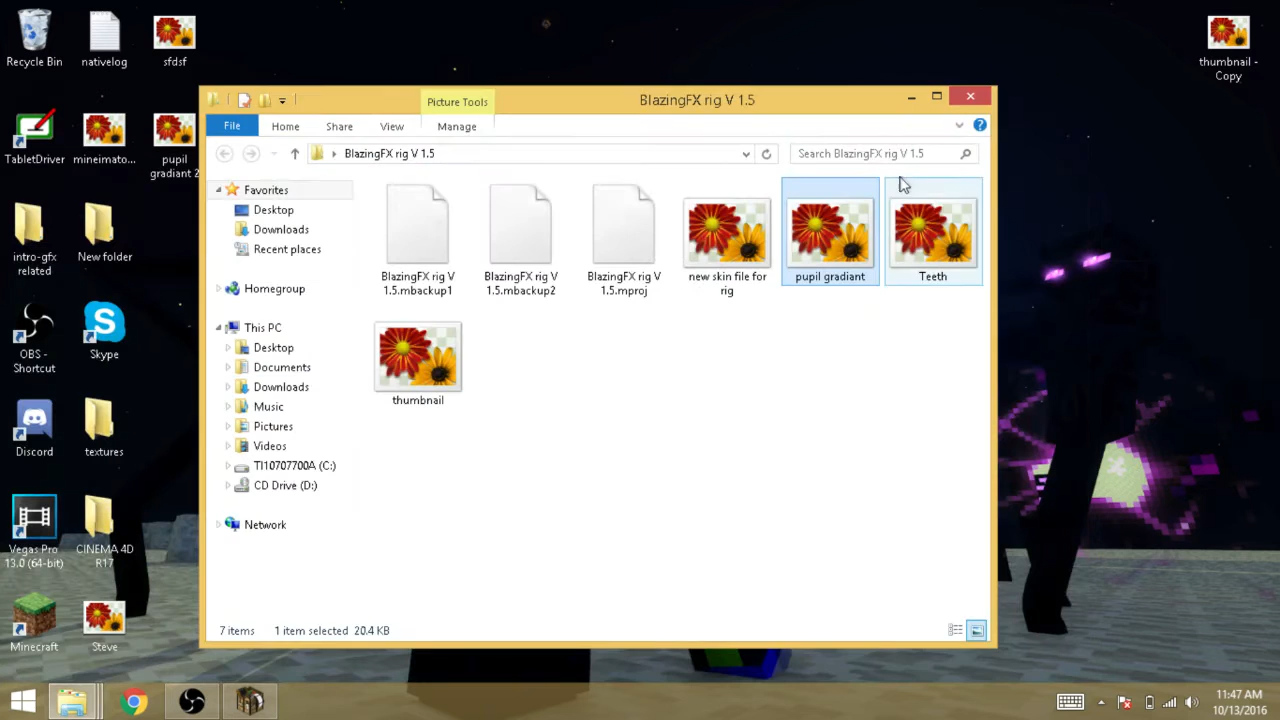 Recycle Bin
nativelog
sfdsf
thumbnail -
Copy
TabletDriver
mineimato...
pupil
gradiant 2
intro-gfx
related
New folder
OBS -
Shortcut
Skype
Discord
textures
Vegas Pro
13.0 (64-bit)
CINEMA 4D
R17
Minecraft
Steve
Picture Tools
BlazingFX rig V 1.5
File
Home
Share
View
Manage
BlazingFX rig V 1.5
Search BlazingFX rig V 1.5
Favorites
Desktop
Downloads
Recent places
Homegroup
This PC
Desktop
Documents
Downloads
Music
Pictures
Videos
TI10707700A (C:)
CD Drive (D:)
Network
BlazingFX rig V
1.5.mbackup1
BlazingFX rig V
1.5.mbackup2
BlazingFX rig V
1.5.mproj
new skin file for
rig
pupil gradiant
Teeth
thumbnail
7 items
1 item selected 20.4 KB
11:47 AM
10/13/2016